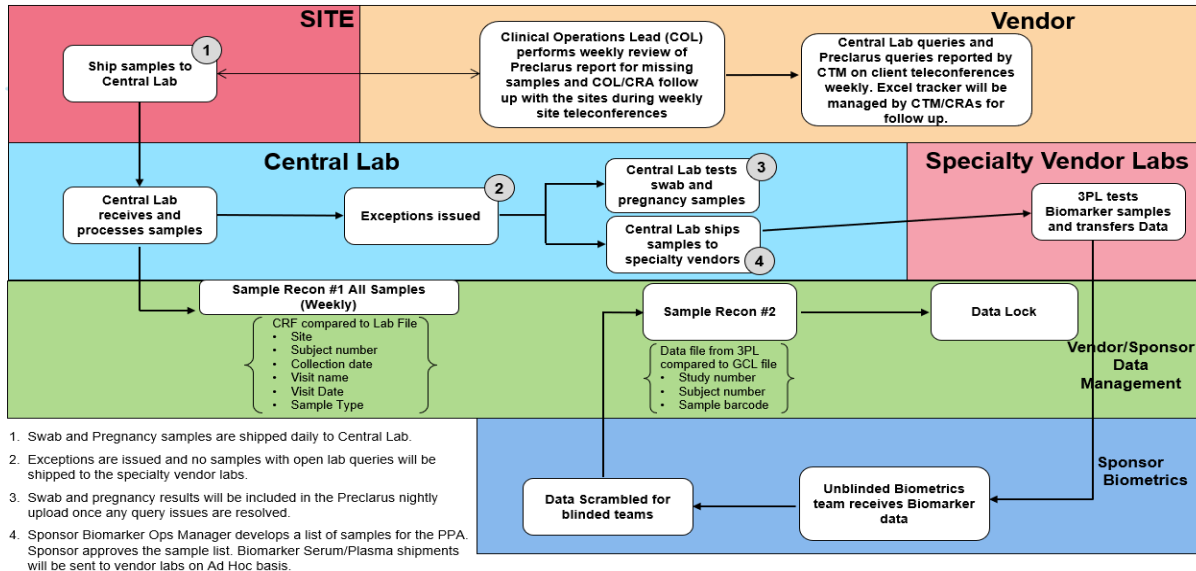 SITE
1
Ship samples to
Central Lab
Vendor
Clinical Operations Lead (COL)
performs weekly review of
Preclarus report for missing
samples and COL/CRA follow
up with the sites during weekly
site teleconferences
Central Lab queries and
Preclarus queries reported by
CTM on client teleconferences
weekly. Excel tracker will be
managed by CTM/CRAs for
follow up.
Central Lab
Central Lab
receives and
processes samples
2
Exceptions issued
3
Central Lab tests
swab and
pregnancy samples
Central Lab ships
samples to
specialty vendors
4
Specialty Vendor Labs
3PL tests
Biomarker samples
and transfers Data
Sample Recon #1 All Samples
(Weekly)
CRF compared to Lab File
• Site
• Subject number
• Collection date
• Visit name
• Visit Date
• Sample Type
Sample Recon #2
Data file from 3PL
compared to GCL file
• Study number
• Subject number
• Sample barcode
Data Lock
Vendor/Sponsor
Data
Management
Sponsor
Biometrics
Unblinded Biometrics
team receives Biomarker
data
Data Scrambled for
blinded teams
1. Swab and Pregnancy samples are shipped daily to Central Lab.
2. Exceptions are issued and no samples with open lab queries will be
shipped to the specialty vendor labs.
3. Swab and pregnancy results will be included in the Preclarus nightly
upload once any query issues are resolved.
4. Sponsor Biomarker Ops Manager develops a list of samples for the PPA.
Sponsor approves the sample list. Biomarker Serum/Plasma shipments
will be sent to vendor labs on Ad Hoc basis.